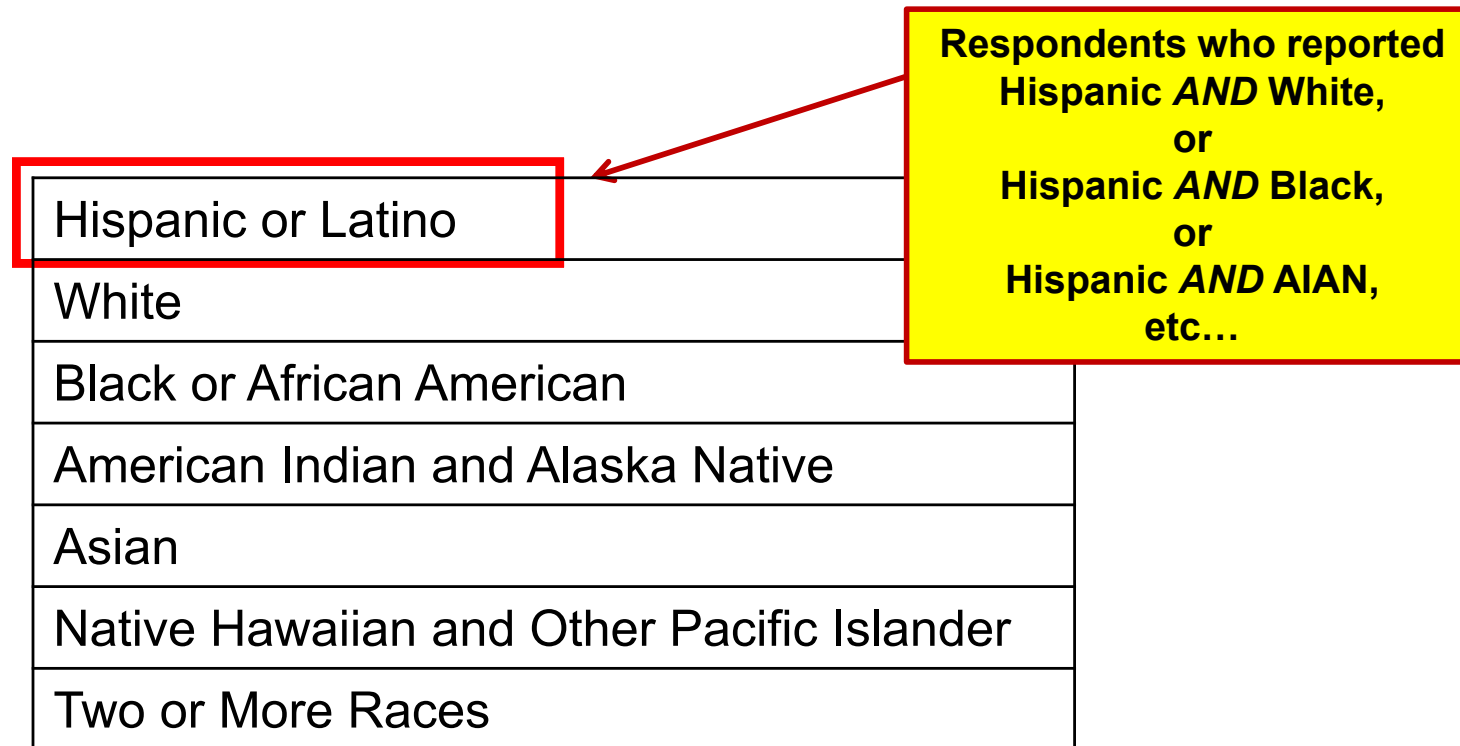 Respondents who reported
Hispanic AND White,
or
Hispanic AND Black,
or
Hispanic AND AIAN,
etc…
Hispanic or Latino
White
Black or African American
American Indian and Alaska Native
Asian
Native Hawaiian and Other Pacific Islander
Two or More Races